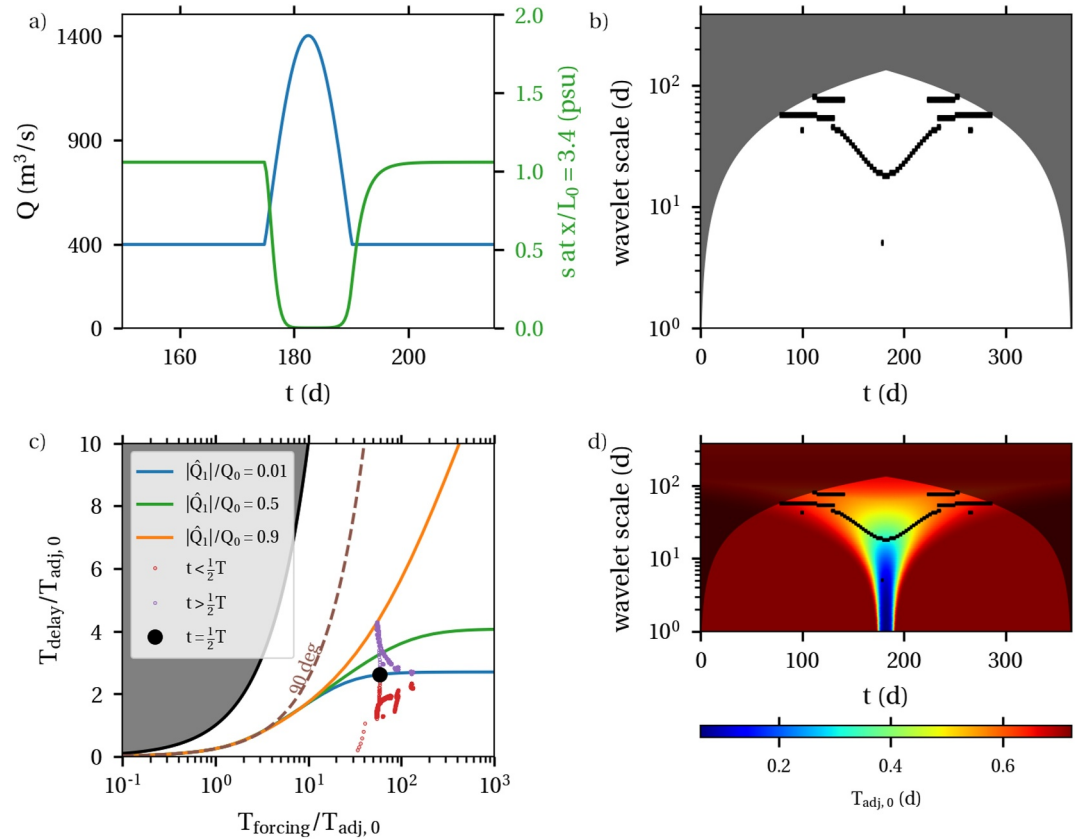 a)
1400
900
400
0
Q (m³/s)
160 180 200
t (d)
2.0
1.5
1.0
0.5
0.0
s at x/L₀ = 3.4 (psu)
b)
10²
10¹
10⁰
wavelet scale (d)
0 100 200 300
t (d)
c)
10
8
6
4
2
0
T_delay/T_adj, 0
|Q̂₁|/Q₀ = 0.01
|Q̂₁|/Q₀ = 0.5
|Q̂₁|/Q₀ = 0.9
t < ½T
t > ½T
t = ½T
90 deg
10⁻¹ 10⁰ 10¹ 10² 10³
T_forcing/T_adj, 0
d)
10²
10¹
10⁰
wavelet scale (d)
0 100 200 300
t (d)
0.2 0.4 0.6
T_adj, 0 (d)